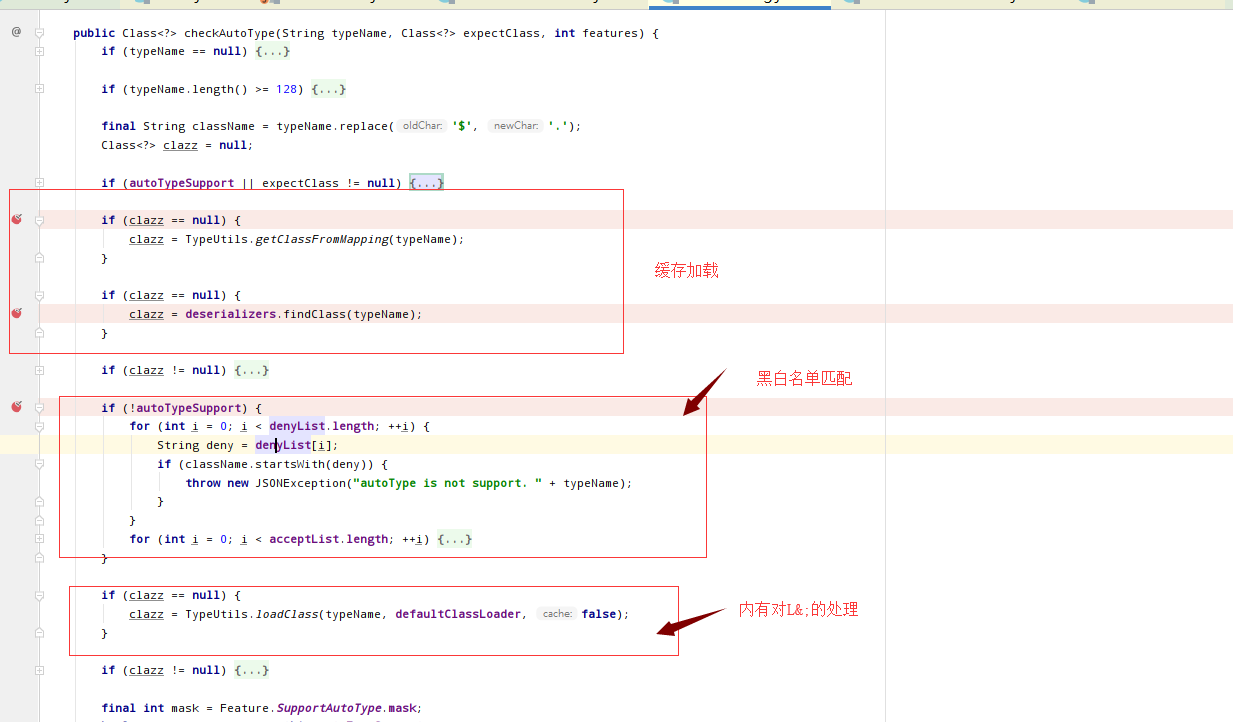 @
public Class<?> checkAutoType(String typeName, Class<?> expectClass, int features) {
if (typeName == null) {...}
if (typeName.length() >= 128) {...}
final String className = typeName.replace( oldChar: '$', newChar: '.');
Class<?> clazz = null;
if (autoTypeSupport || expectClass != null) {...}
if (clazz == null) {
clazz = TypeUtils.getClassFromMapping(typeName);
}
缓存加载
if (clazz == null) {
clazz = deserializers.findClass(typeName);
}
if (clazz != null) {...}
黑白名单匹配
if (!autoTypeSupport) {
for (int i = 0; i < denyList.length; ++i) {
String deny = denyList[i];
if (className.startsWith(deny)) {
throw new JSONException("autoType is not support. " + typeName);
}
}
for (int i = 0; i < acceptList.length; ++i) {...}
}
if (clazz == null) {
clazz = TypeUtils.loadClass(typeName, defaultClassLoader, cache: false);
内有对L&;的处理
}
if (clazz != null) {...}
final int mask = Feature.SupportAutoType.mask;